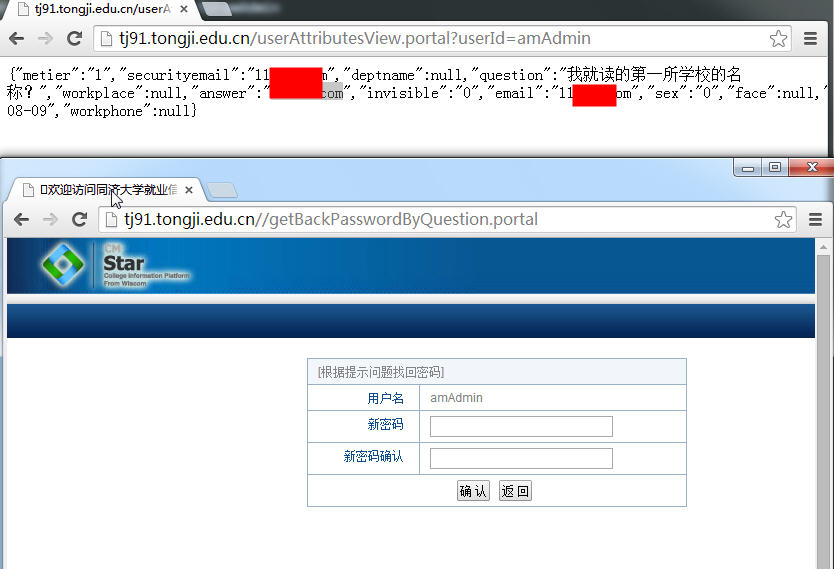 tj91.tongji.edu.cn/userA
tj91.tongji.edu.cn/userAttributesView.portal?userId=amAdmin
{"metier":"1","securityemail":"11 m","deptname":null,"question":"我就读的第一所学校的名
称? ","workplace":null,"answer":" com","invisible":"0","email":"11 om","sex":"0","face":null,"
08-09","workphone":null}
欢迎访问同济大学就业信
tj91.tongji.edu.cn//getBackPasswordByQuestion.portal
CM
Star
College Information Platform
From Wiscom
[根据提示问题找回密码]
用户名 amAdmin
新密码
新密码确认
确 认 返 回